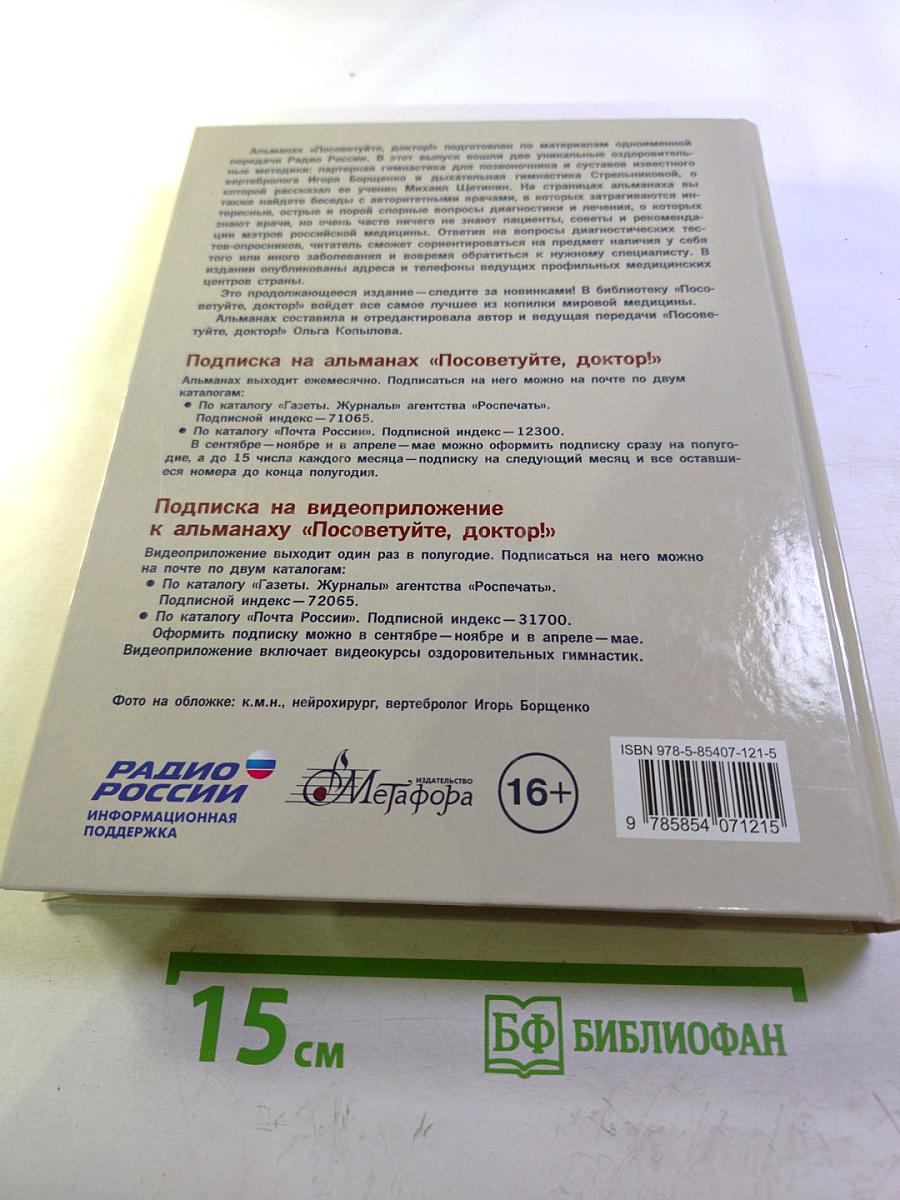 Альманах «Посоветуйте, доктор!» подготовлен по материалам одноименной
передачи Радио России. В этот выпуск вошли две уникальные оздоровитель-
ные методики: партерная гимнастика для позвоночника и суставов известного
вертебролога Игоря Борщенко и дыхательная гимнастика Стрельниковой, о
которой рассказал ее ученик Михаил Щетинин. На страницах альманаха вы
также найдете беседы с авторитетными врачами, в которых затрагиваются ин-
тересные, острые и порой спорные вопросы диагностики и лечения, о которых
знают врачи, но очень часто ничего не знают пациенты, советы и рекоменда-
ции мэтров российской медицины. Ответив на вопросы диагностических тес-
тов-опросников, читатель сможет сориентироваться на предмет наличия у себя
того или иного заболевания и вовремя обратиться к нужному специалисту. В
издании опубликованы адреса и телефоны ведущих профильных медицинских
центров страны.
Это продолжающееся издание — следите за новинками! В библиотеку «Посо-
ветуйте, доктор!» войдет все самое лучшее из копилки мировой медицины.
Альманах составила и отредактировала автор и ведущая передачи «Посове-
туйте, доктор!» Ольга Копылова.
Подписка на альманах «Посоветуйте, доктор!»
Альманах выходит ежемесячно. Подписаться на него можно на почте по двум
каталогам:
• По каталогу «Газеты. Журналы» агентства «Роспечать».
Подписной индекс — 71065.
• По каталогу «Почта России». Подписной индекс — 12300.
В сентябре — ноябре и в апреле — мае можно оформить подписку сразу на полуго-
дие, а до 15 числа каждого месяца — подписку на следующий месяц и все оставши-
еся номера до конца полугодия.
Подписка на видеоприложение
к альманаху «Посоветуйте, доктор!»
Видеоприложение выходит один раз в полугодие. Подписаться на него можно
на почте по двум каталогам:
• По каталогу «Газеты. Журналы» агентства «Роспечать».
Подписной индекс — 72065.
• По каталогу «Почта России». Подписной индекс — 31700.
Оформить подписку можно в сентябре — ноябре и в апреле — мае.
Видеоприложение включает видеокурсы оздоровительных гимнастик.
Фото на обложке: к.м.н., нейрохирург, вертебролог Игорь Борщенко
РАДИО
РОССИИ
ИНФОРМАЦИОННАЯ
ПОДДЕРЖКА
ИЗДАТЕЛЬСТВО
Метафора
16+
ISBN 978-5-85407-121-5
9 785854 071215
15 см
БФ БИБЛИОФАН